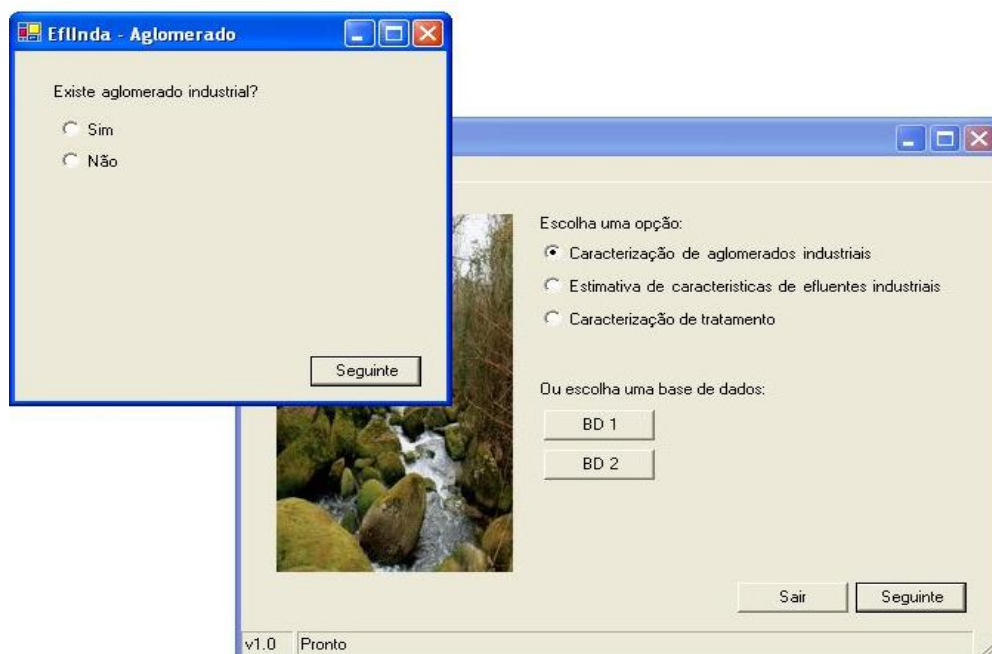 EflInda - Aglomerado
Existe aglomerado industrial?
Sim
Não
Seguinte
Escolha uma opção:
Caracterização de aglomerados industriais
Estimativa de caracteristicas de efluentes industriais
Caracterização de tratamento
Ou escolha uma base de dados:
BD 1
BD 2
Sair
Seguinte
v1.0
Pronto